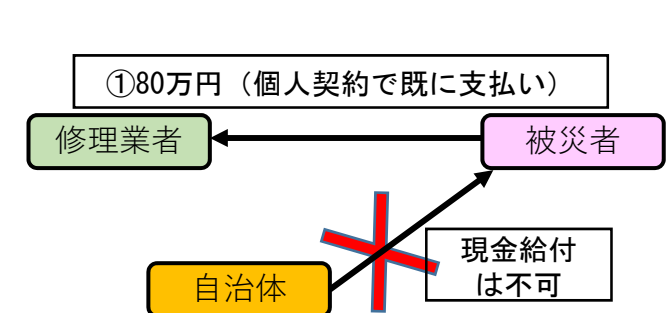 ①80万円（個人契約で既に支払い）
修理業者
被災者
現金給付
は不可
自治体